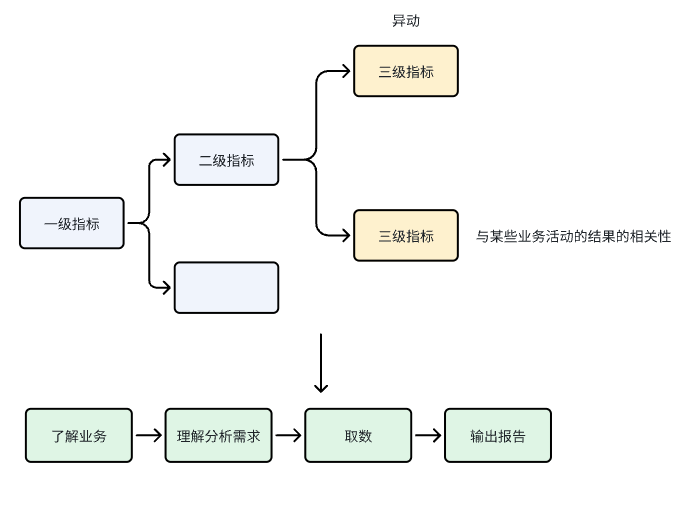 异动
三级指标
二级指标
一级指标
三级指标
与某些业务活动的结果的相关性
了解业务
理解分析需求
取数
输出报告